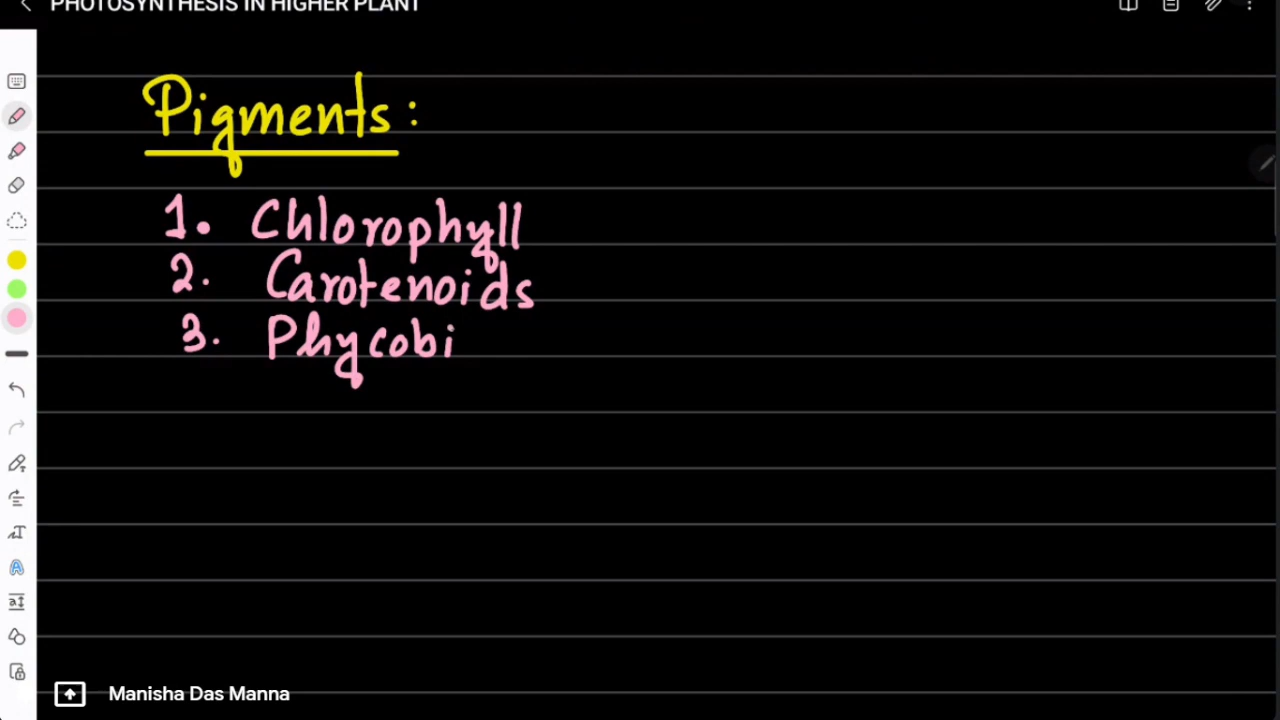 PHOTOSYNTHESIS IN HIGHER PLANT
Pigments:
1. Chlorophyll
2. Carotenoids
3. Phycobi
Manisha Das Manna